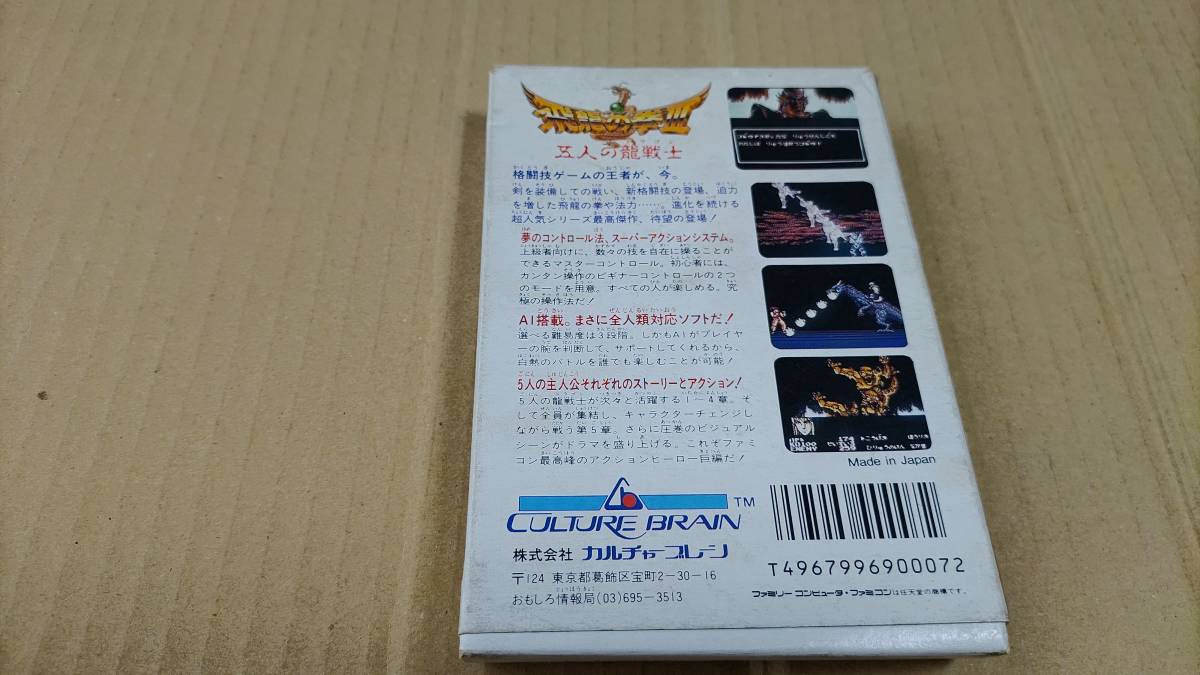 飛龍の拳III
五人の龍戦士
格闘技ゲームの王者が、今。
剣を装備しての戦い、新格闘技の登場、迫力
を増した飛龍の拳や法力……。進化を続ける
超人気シリーズ最高傑作、待望の登場！
夢のコントロール法、スーパーアクションシステム。
上級者向けに、数々の技を自在に操ることが
できるマスターコントロール。初心者には、
カンタン操作のビギナーコントロールの2つ
のモードを用意。すべての人が楽しめる。究
極の操作法だ！
AI搭載。まさに全人類対応ソフトだ！
選べる難易度は3段階。しかもAIがプレイヤ
ーの腕を判断して、サポートしてくれるから、
白熱のバトルを誰でも楽しむことが可能！
5人の主人公それぞれのストーリーとアクション！
5人の龍戦士が次々と活躍する1〜4章。そ
して全員が集結し、キャラクターチェンジし
ながら戦う第5章。さらに圧巻のビジュアル
シーンがドラマを盛り上げる。これぞファミ
コン最高峰のアクションヒーロー巨編だ！
KO100
ENEMY
174
259
ひりゅうのけん
Made in Japan
CULTURE BRAIN TM
株式会社 カルチャーブレーン
〒124 東京都葛飾区宝町2-30-16
おもしろ情報局(03)695-3513
T4967996900072
ファミリーコンピュータ・ファミコンは任天堂の商標です。